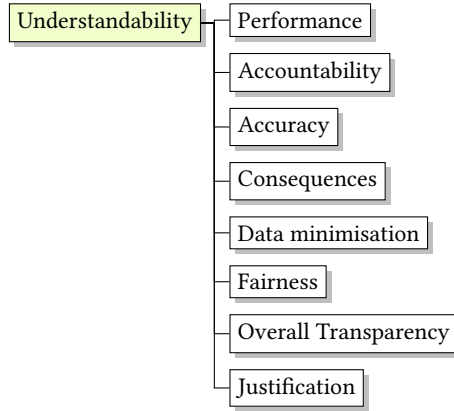 Understandability
Performance
Accountability
Accuracy
Consequences
Data minimisation
Fairness
Overall Transparency
Justification